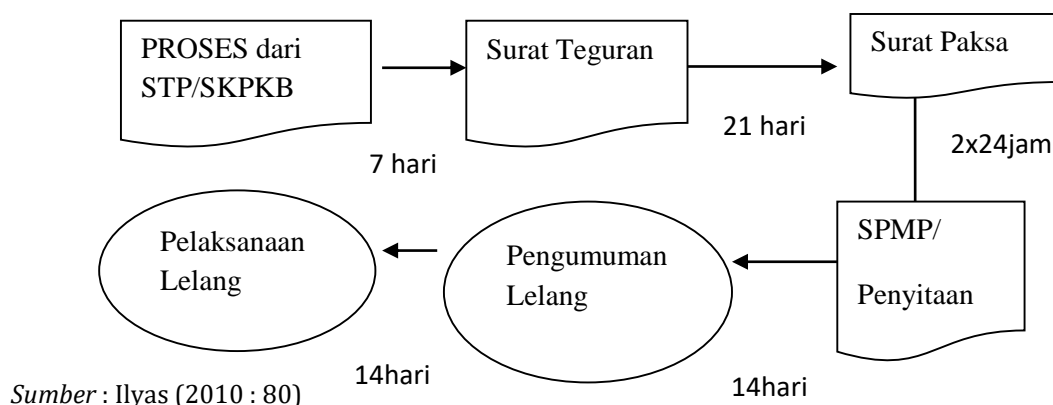 PROSES dari
STP/SKPKB
7 hari
Surat Teguran
21 hari
Surat Paksa
2x24jam
SPMP/
Penyitaan
14hari
Pengumuman
Lelang
14hari
Pelaksanaan
Lelang
Sumber : Ilyas (2010 : 80)